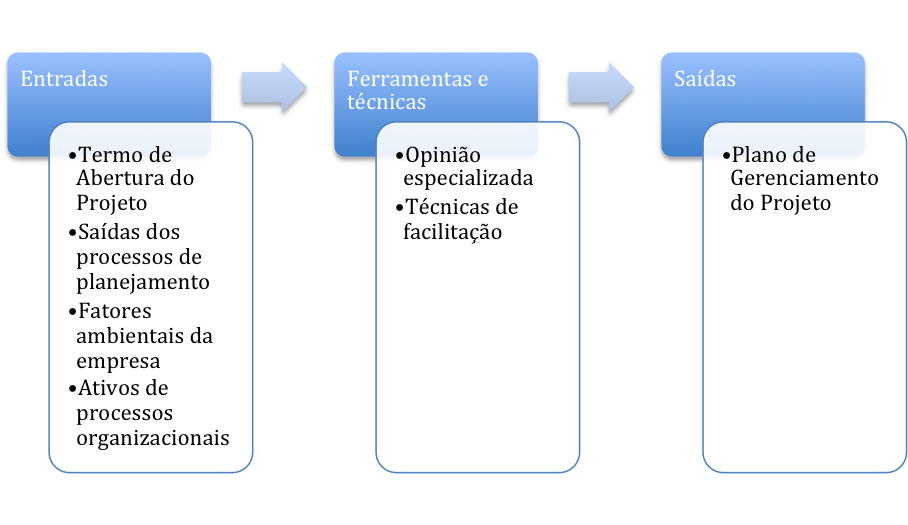 Entradas
•Termo de
Abertura do
Projeto
•Saídas dos
processos de
planejamento
•Fatores
ambientais da
empresa
•Ativos de
processos
organizacionais
Ferramentas e
técnicas
•Opinião
especializada
•Técnicas de
facilitação
Saídas
•Plano de
Gerenciamento
do Projeto